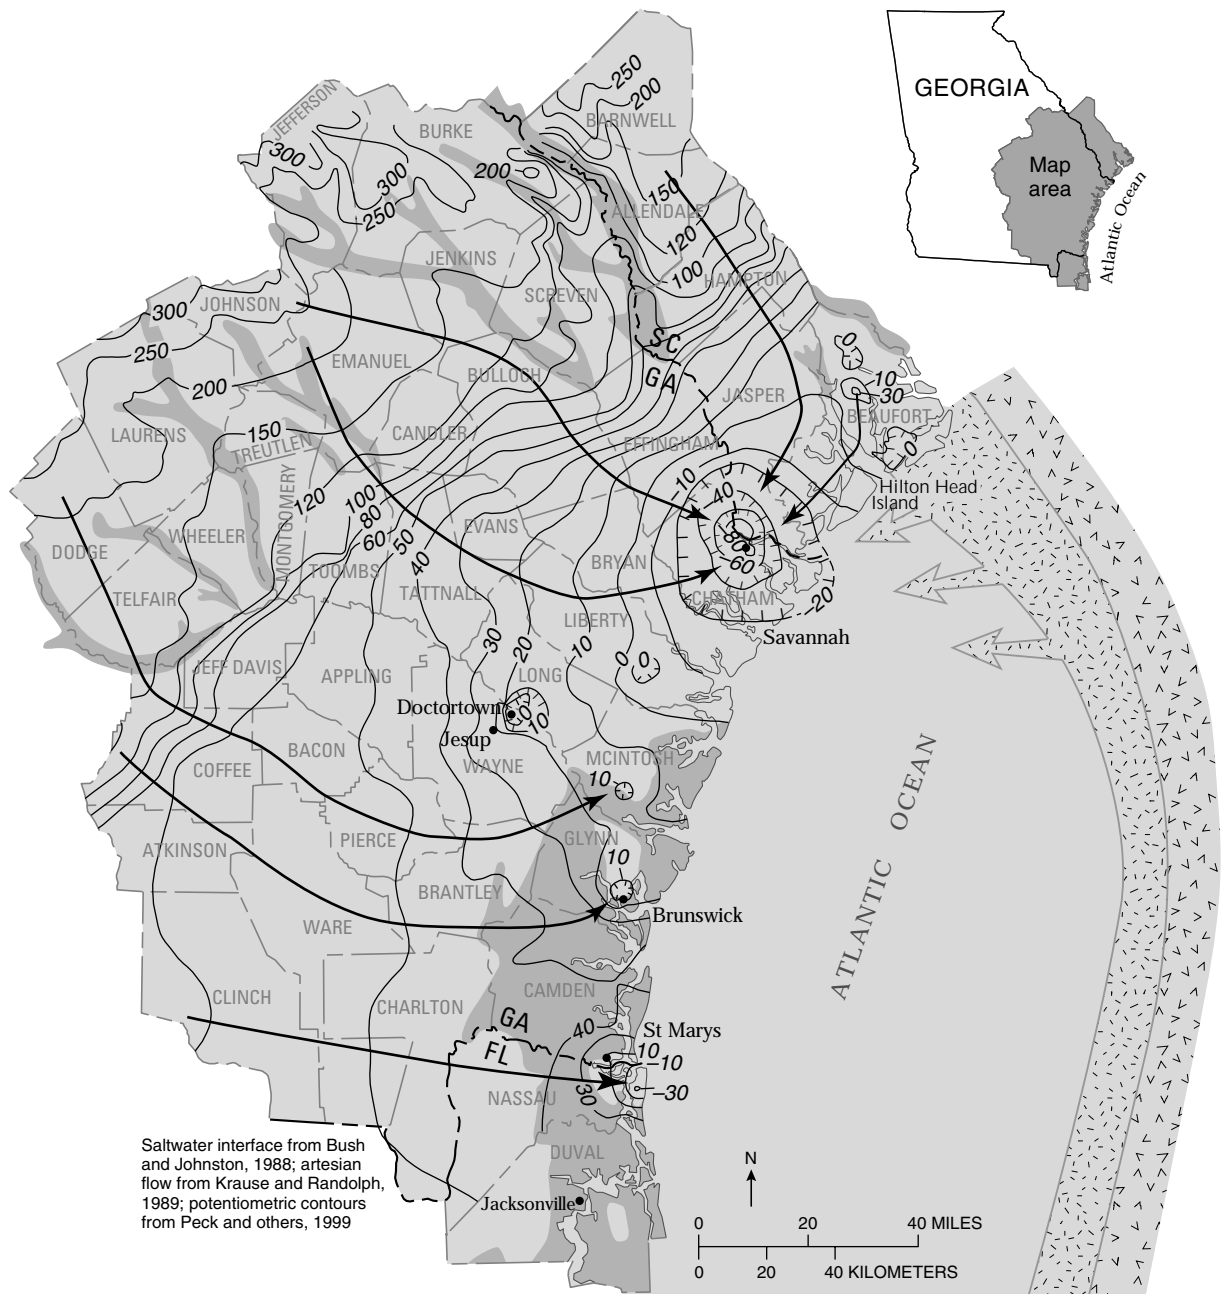 GEORGIA
Map
area
Atlantic Ocean
250
200
BARNWELL
JEFFERSON
BURKE
300
300
250
200
150
ALLENDALE
120
100
HAMPTON
JENKINS
SCREVEN
SC
GA
JOHNSON
300
250
200
EMANUEL
BULLOCH
JASPER
0
10
30
BEAUFORT
0
LAURENS
150
TREUTLEN
CANDLER
EFFINGHAM
Hilton Head
Island
MONTGOMERY
120
100
80
60
50
40
-10
40
80
60
EVANS
DODGE
WHEELER
TOOMBS
BRYAN
TELFAIR
TATTNALL
CHATHAM
-20
LIBERTY
Savannah
30
20
10
0
0
JEFF DAVIS
APPLING
LONG
Doctortown
0
10
Jesup
BACON
COFFEE
WAYNE
MCINTOSH
10
ATLANTIC OCEAN
ATKINSON
PIERCE
GLYNN
10
BRANTLEY
Brunswick
WARE
CLINCH
CHARLTON
CAMDEN
GA
FL
40
St Marys
10
–10
–30
30
NASSAU
DUVAL
Jacksonville
Saltwater interface from Bush
and Johnston, 1988; artesian
flow from Krause and Randolph,
1989; potentiometric contours
from Peck and others, 1999
N
0 20 40 MILES
0 20 40 KILOMETERS